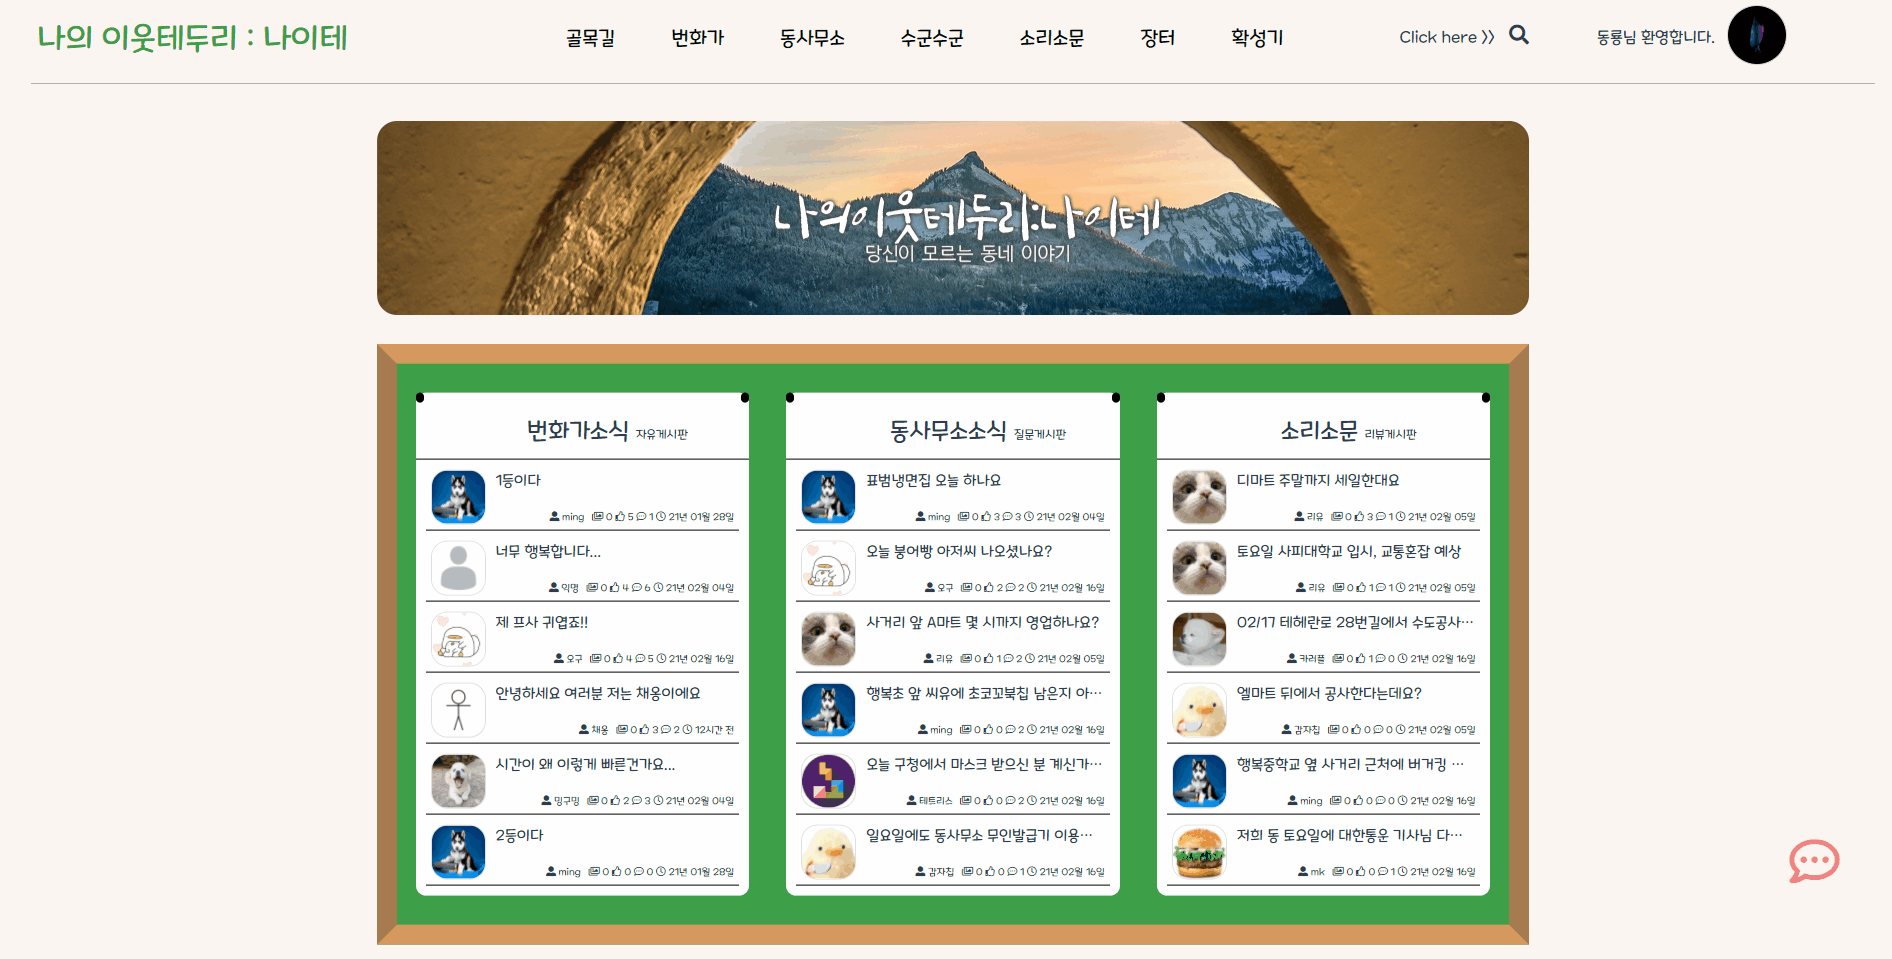 나의 이웃테두리 : 나이테
골목길 번화가 동사무소 수군수군 소리소문 장터 확성기
Click here >> 동룡님 환영합니다.
나의이웃테두리:나이테
당신이 모르는 동네 이야기
번화가소식 자유게시판
1등이다
ming 0 5 1 21년 01월 28일
너무 행복합니다...
익명 0 4 6 21년 02월 04일
제 프사 귀엽죠!!
오구 0 4 5 21년 02월 16일
안녕하세요 여러분 저는 채옹이에요
채옹 0 3 2 12시간 전
시간이 왜 이렇게 빠른건가요...
밍구밍 0 2 3 21년 02월 04일
2등이다
ming 0 0 0 21년 01월 28일
동사무소소식 질문게시판
표범냉면집 오늘 하나요
ming 0 3 3 21년 02월 04일
오늘 붕어빵 아저씨 나오셨나요?
오구 0 2 2 21년 02월 16일
사거리 앞 A마트 몇 시까지 영업하나요?
리유 0 1 2 21년 02월 05일
행복초 앞 씨유에 초코꼬북칩 남은지 아…
ming 0 0 2 21년 02월 16일
오늘 구청에서 마스크 받으신 분 계신가…
테트리스 0 0 2 21년 02월 16일
일요일에도 동사무소 무인발급기 이용…
감자칩 0 0 1 21년 02월 16일
소리소문 리뷰게시판
디마트 주말까지 세일한대요
리유 0 3 1 21년 02월 05일
토요일 사피대학교 입시, 교통혼잡 예상
리유 0 1 1 21년 02월 05일
02/17 테헤란로 28번길에서 수도공사…
카러플 0 1 0 21년 02월 16일
엘마트 뒤에서 공사한다는데요?
감자칩 0 0 0 21년 02월 05일
행복중학교 옆 사거리 근처에 버거킹 …
ming 0 0 0 21년 02월 16일
저희 동 토요일에 대한통운 기사님 다…
mk 0 0 1 21년 02월 16일